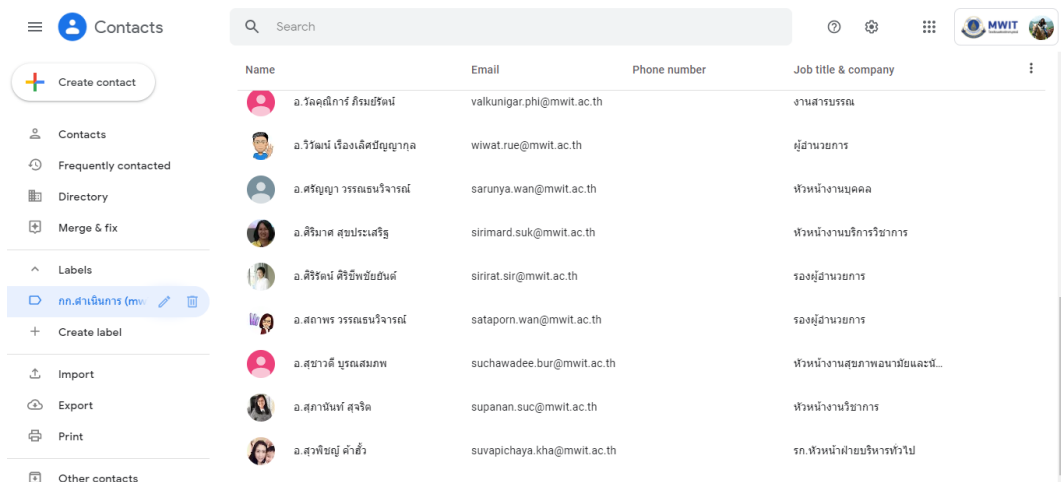 Contacts
Search
MWIT
Create contact
Contacts
Frequently contacted
Directory
Merge & fix
Labels
กก.ดำเนินการ (mw
Create label
Import
Export
Print
Other contacts
Name Email Phone number Job title & company
อ.วัลคุณิการ์ ภิรมย์รัตน์ valkunigar.phi@mwit.ac.th งานสารบรรณ
อ.วิวัฒน์ เรืองเลิศปัญญากุล wiwat.rue@mwit.ac.th ผู้อำนวยการ
อ.ศรัญญา วรรณธนวิจารณ์ sarunya.wan@mwit.ac.th หัวหน้างานบุคคล
อ.ศิริมาศ สุขประเสริฐ sirimard.suk@mwit.ac.th หัวหน้างานบริการวิชาการ
อ.ศิริรัตน์ ศิริชีพชัยยันต์ sirirat.sir@mwit.ac.th รองผู้อำนวยการ
อ.สถาพร วรรณธนวิจารณ์ sataporn.wan@mwit.ac.th รองผู้อำนวยการ
อ.สุชาวดี บูรณสมภพ suchawadee.bur@mwit.ac.th หัวหน้างานสุขภาพอนามัยและนั…
อ.สุภานันท์ สุจริต supanan.suc@mwit.ac.th หัวหน้างานวิชาการ
อ.สุวพิชญ์ ค้าฮั้ว suvapichaya.kha@mwit.ac.th รก.หัวหน้าฝ่ายบริหารทั่วไป